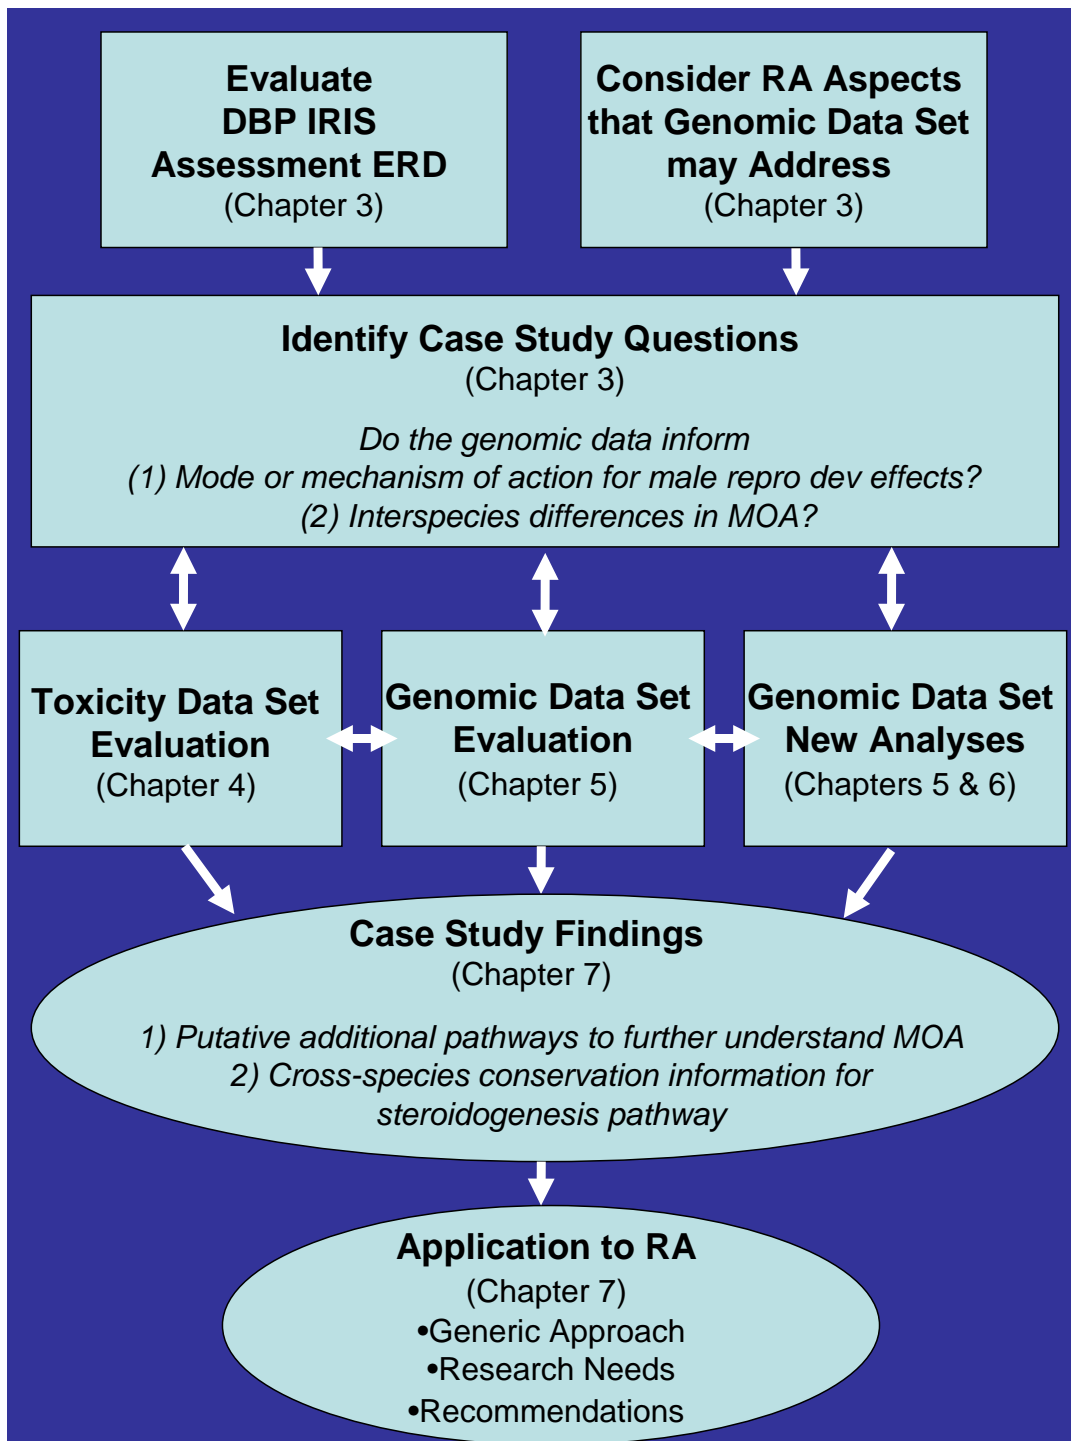 Evaluate
DBP IRIS
Assessment ERD
(Chapter 3)
Consider RA Aspects
that Genomic Data Set
may Address
(Chapter 3)
Identify Case Study Questions
(Chapter 3)
Do the genomic data inform
(1) Mode or mechanism of action for male repro dev effects?
(2) Interspecies differences in MOA?
Toxicity Data Set
Evaluation
(Chapter 4)
Genomic Data Set
Evaluation
(Chapter 5)
Genomic Data Set
New Analyses
(Chapters 5 & 6)
Case Study Findings
(Chapter 7)
1) Putative additional pathways to further understand MOA
2) Cross-species conservation information for
steroidogenesis pathway
Application to RA
(Chapter 7)
•Generic Approach
•Research Needs
•Recommendations